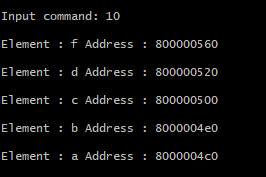 Input command: 10
Element : f Address : 800000560
Element : d Address : 800000520
Element : c Address : 800000500
Element : b Address : 8000004e0
Element : a Address : 8000004c0